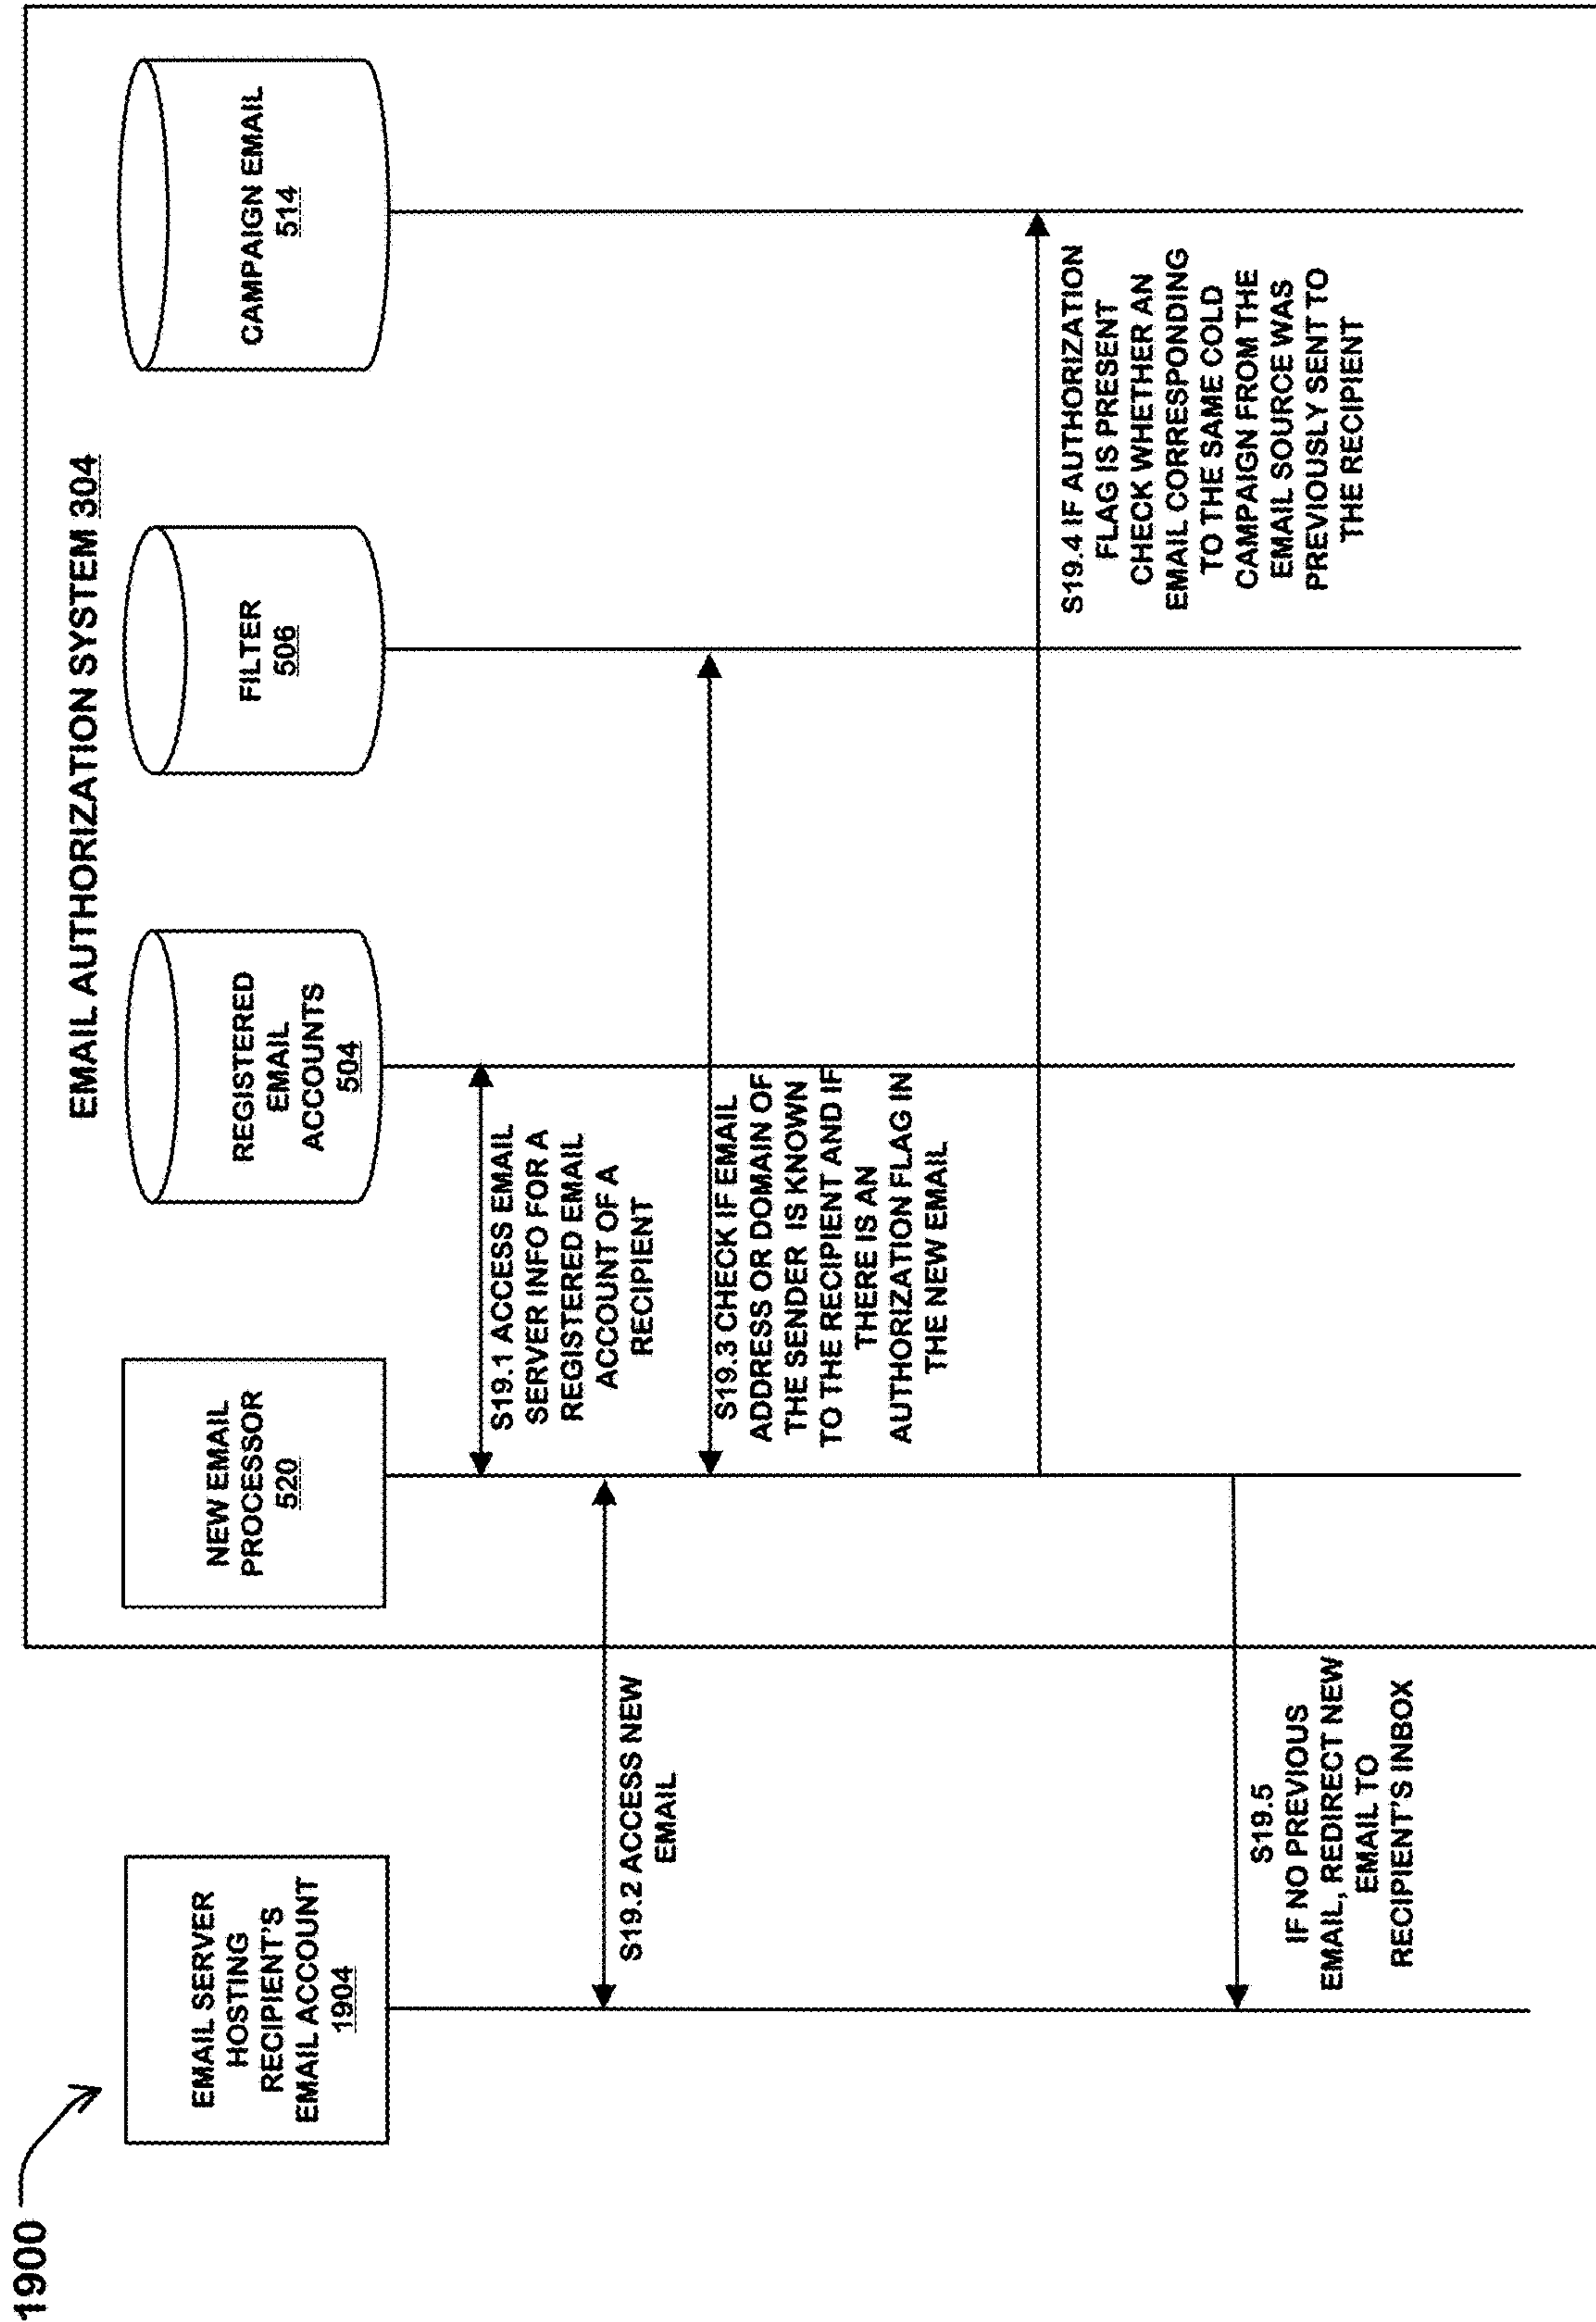 1900
EMAIL AUTHORIZATION SYSTEM 304
EMAIL SERVER
HOSTING
RECIPIENT'S
EMAIL ACCOUNT
1904
NEW EMAIL
PROCESSOR
520
REGISTERED
EMAIL
ACCOUNTS
504
FILTER
506
CAMPAIGN EMAIL
514
S19.1 ACCESS EMAIL
SERVER INFO FOR A
REGISTERED EMAIL
ACCOUNT OF A
RECIPIENT
S19.2 ACCESS NEW
EMAIL
S19.3 CHECK IF EMAIL
ADDRESS OR DOMAIN OF
THE SENDER IS KNOWN
TO THE RECIPIENT AND IF
THERE IS AN
AUTHORIZATION FLAG IN
THE NEW EMAIL
S19.4 IF AUTHORIZATION
FLAG IS PRESENT
CHECK WHETHER AN
EMAIL CORRESPONDING
TO THE SAME COLD
CAMPAIGN FROM THE
EMAIL SOURCE WAS
PREVIOUSLY SENT TO
THE RECIPIENT
S19.5
IF NO PREVIOUS
EMAIL, REDIRECT NEW
EMAIL TO
RECIPIENT'S INBOX